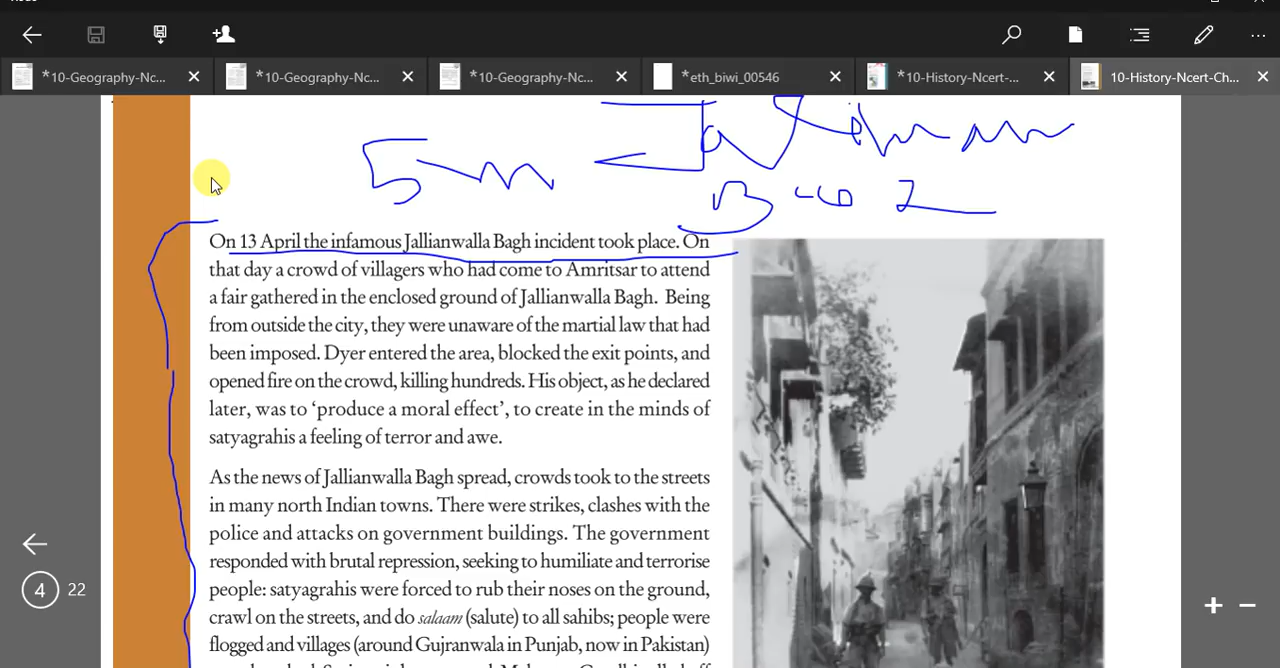 *10-Geography-Nc... *10-Geography-Nc... *10-Geography-Nc... *eth_biwi_00546 *10-History-Ncert-... 10-History-Ncert-Ch...
5m
On 13 April the infamous Jallianwalla Bagh incident took place. On
that day a crowd of villagers who had come to Amritsar to attend
a fair gathered in the enclosed ground of Jallianwalla Bagh. Being
from outside the city, they were unaware of the martial law that had
been imposed. Dyer entered the area, blocked the exit points, and
opened fire on the crowd, killing hundreds. His object, as he declared
later, was to ‘produce a moral effect’, to create in the minds of
satyagrahis a feeling of terror and awe.
As the news of Jallianwalla Bagh spread, crowds took to the streets
in many north Indian towns. There were strikes, clashes with the
police and attacks on government buildings. The government
responded with brutal repression, seeking to humiliate and terrorise
people: satyagrahis were forced to rub their noses on the ground,
crawl on the streets, and do salaam (salute) to all sahibs; people were
flogged and villages (around Gujranwala in Punjab, now in Pakistan)
4 22